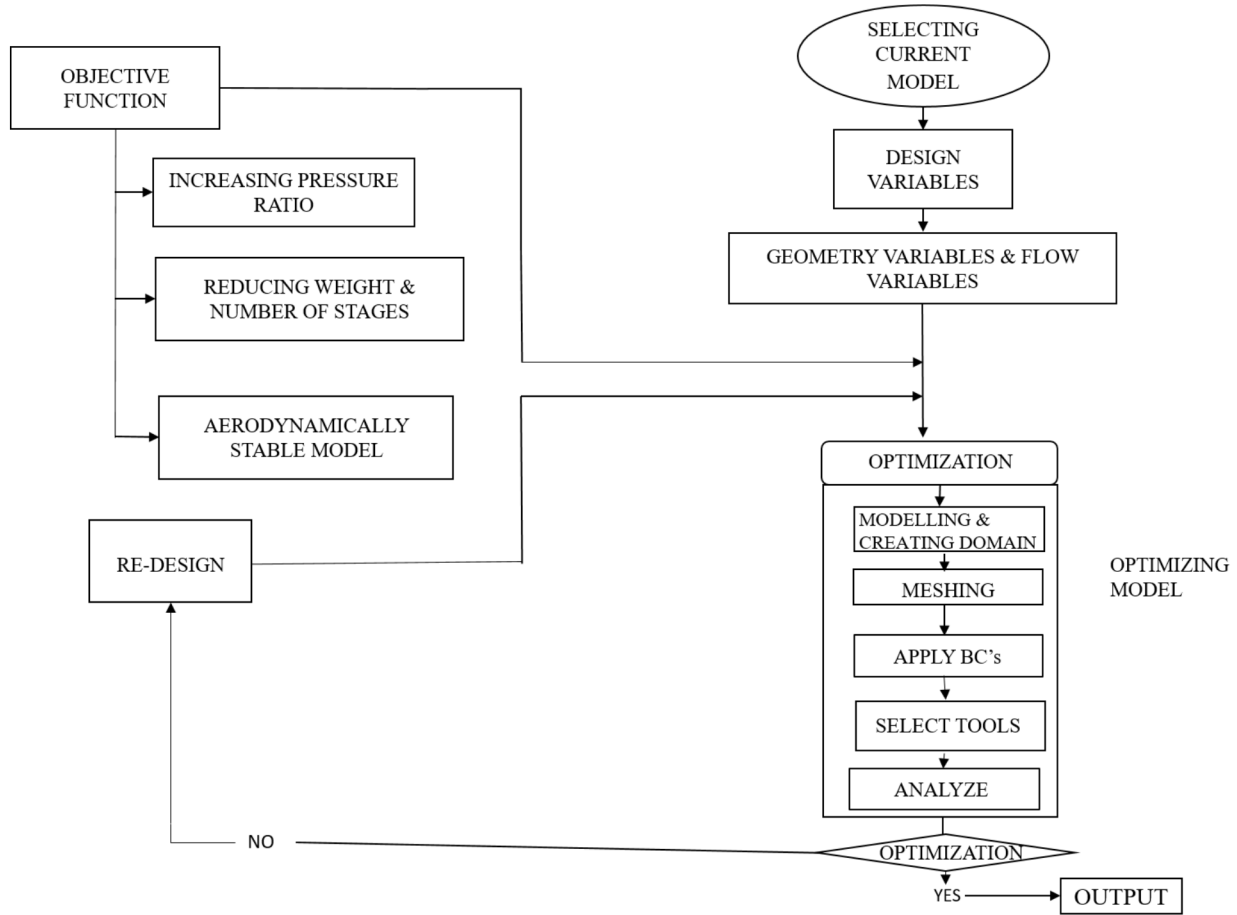 OBJECTIVE
FUNCTION
INCREASING PRESSURE
RATIO
REDUCING WEIGHT &
NUMBER OF STAGES
AERODYNAMICALLY
STABLE MODEL
RE-DESIGN
SELECTING
CURRENT
MODEL
DESIGN
VARIABLES
GEOMETRY VARIABLES & FLOW
VARIABLES
OPTIMIZATION
MODELLING &
CREATING DOMAIN
MESHING
APPLY BC's
SELECT TOOLS
ANALYZE
OPTIMIZING
MODEL
OPTIMIZATION
NO
YES
OUTPUT